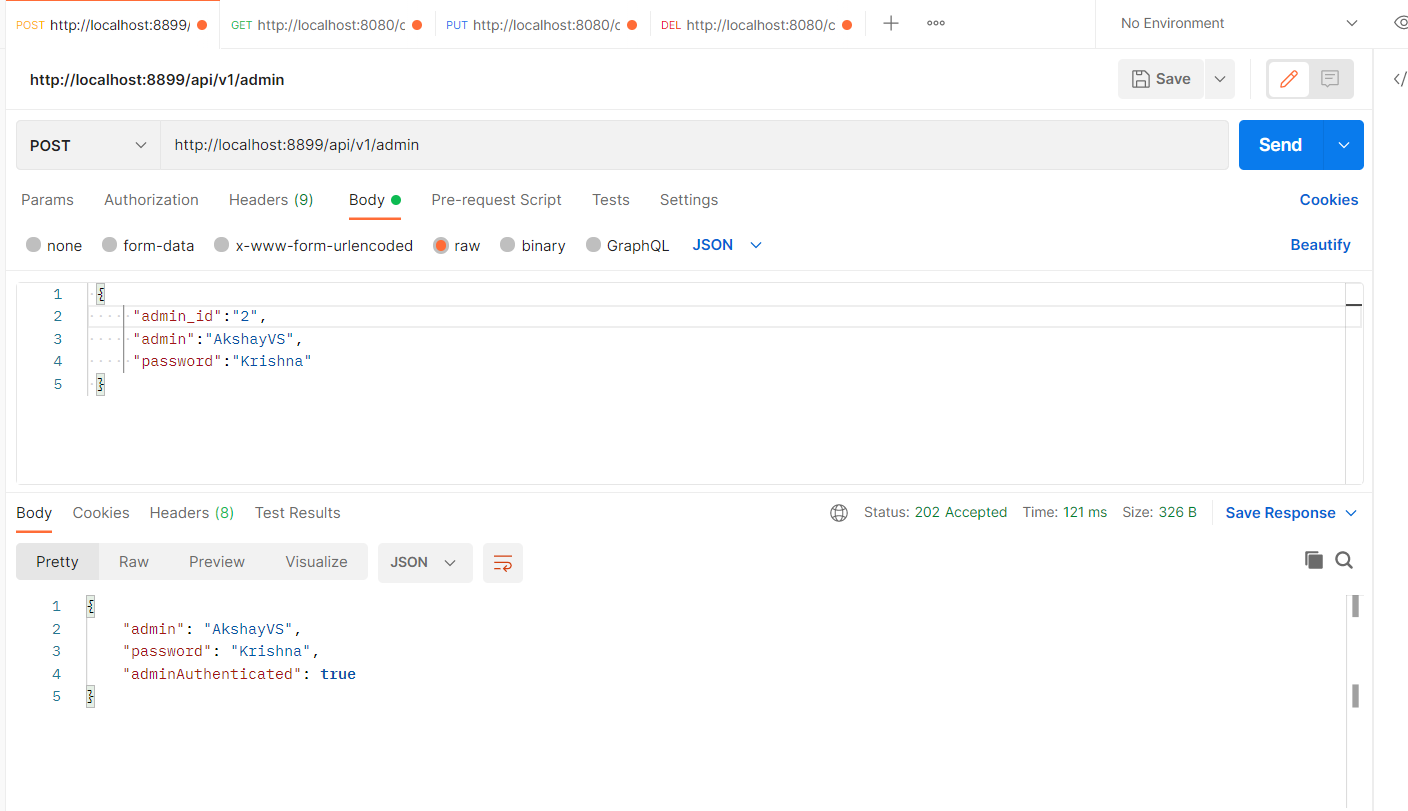 POST http://localhost:8899/ GET http://localhost:8080/c PUT http://localhost:8080/c DEL http://localhost:8080/c No Environment
http://localhost:8899/api/v1/admin Save
POST http://localhost:8899/api/v1/admin Send
Params Authorization Headers (9) Body Pre-request Script Tests Settings Cookies
none form-data x-www-form-urlencoded raw binary GraphQL JSON Beautify
1 {
2 "admin_id":"2",
3 "admin":"AkshayVS",
4 "password":"Krishna"
5 }
Body Cookies Headers (8) Test Results Status: 202 Accepted Time: 121 ms Size: 326 B Save Response
Pretty Raw Preview Visualize JSON
1 {
2 "admin": "AkshayVS",
3 "password": "Krishna",
4 "adminAuthenticated": true
5 }